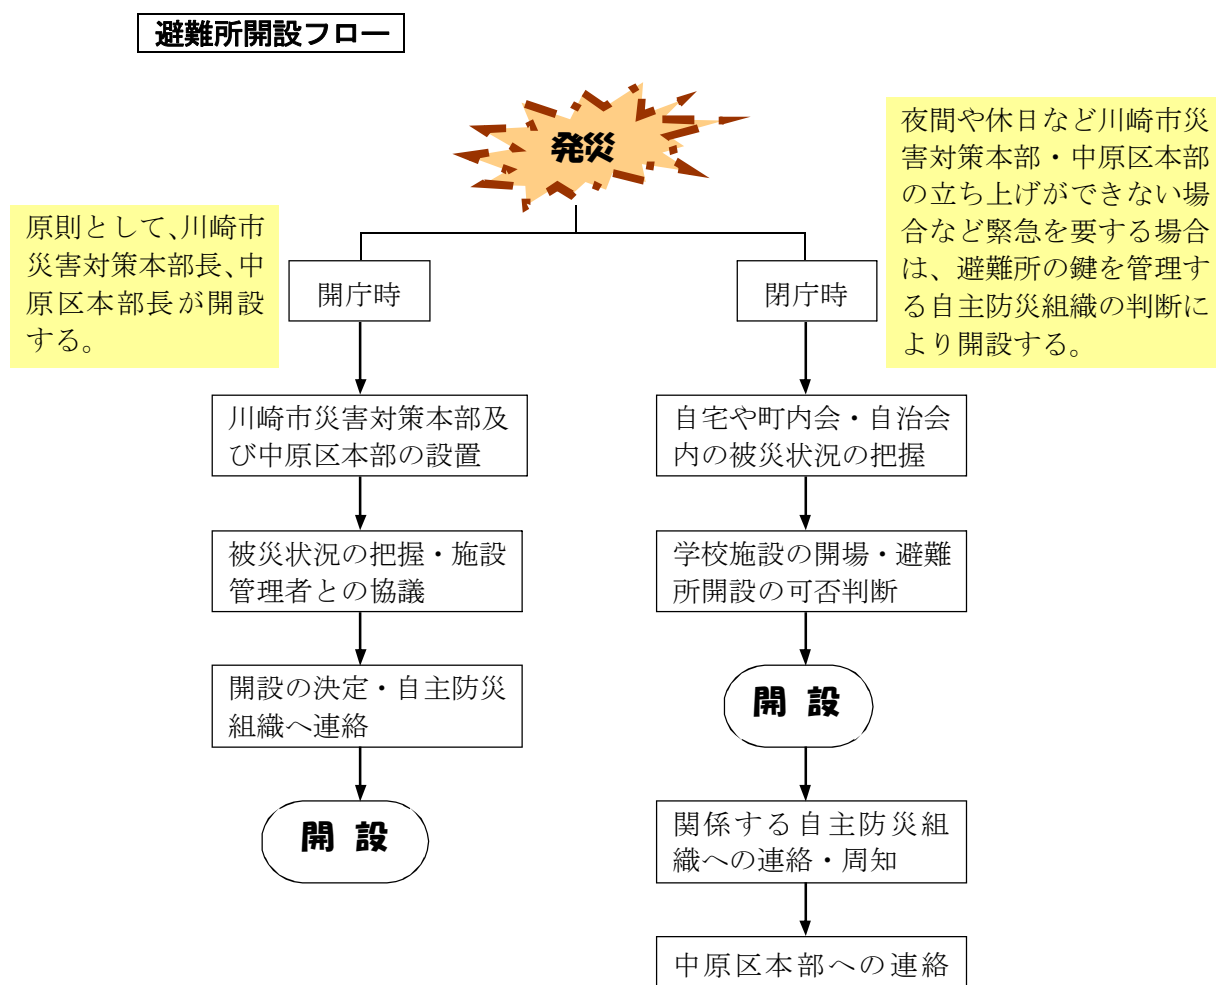 避難所開設フロー
発災
夜間や休日など川崎市災
害対策本部・中原区本部
の立ち上げができない場
合など緊急を要する場合
は、避難所の鍵を管理す
る自主防災組織の判断に
より開設する。
原則として、川崎市
災害対策本部長、中
原区本部長が開設
する。
開庁時
閉庁時
川崎市災害対策本部及
び中原区本部の設置
自宅や町内会・自治会
内の被災状況の把握
被災状況の把握・施設
管理者との協議
学校施設の開場・避難
所開設の可否判断
開設の決定・自主防災
組織へ連絡
開 設
開 設
関係する自主防災組
織への連絡・周知
中原区本部への連絡